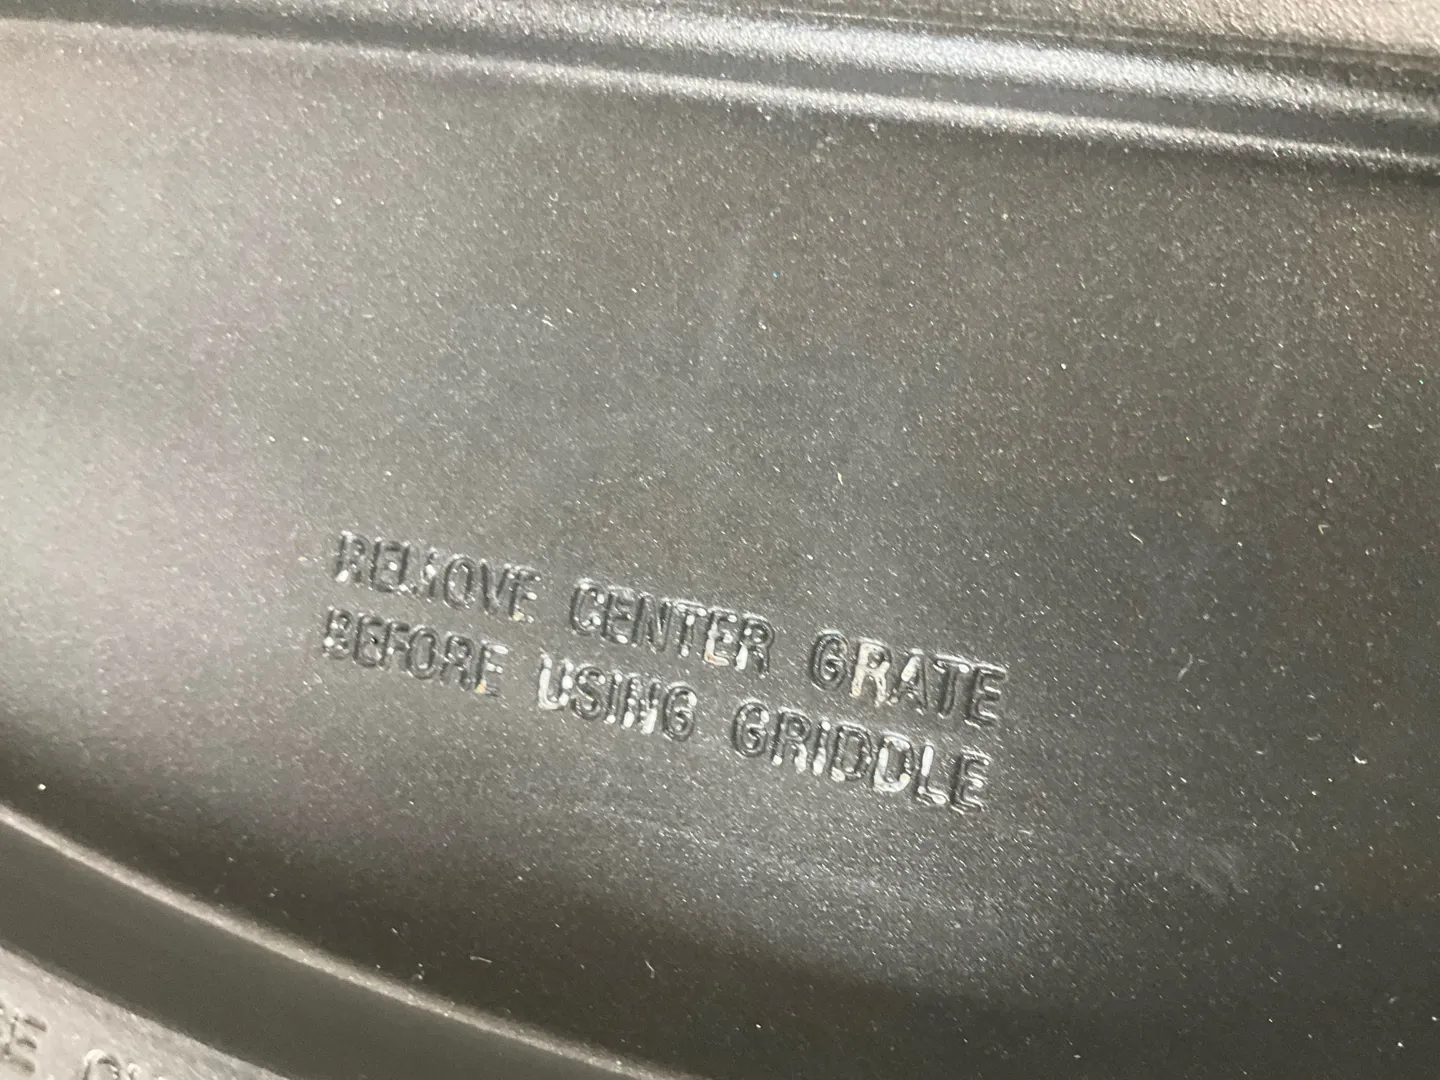 REMOVE CENTER GRATE
BEFORE USING GRIDDLE